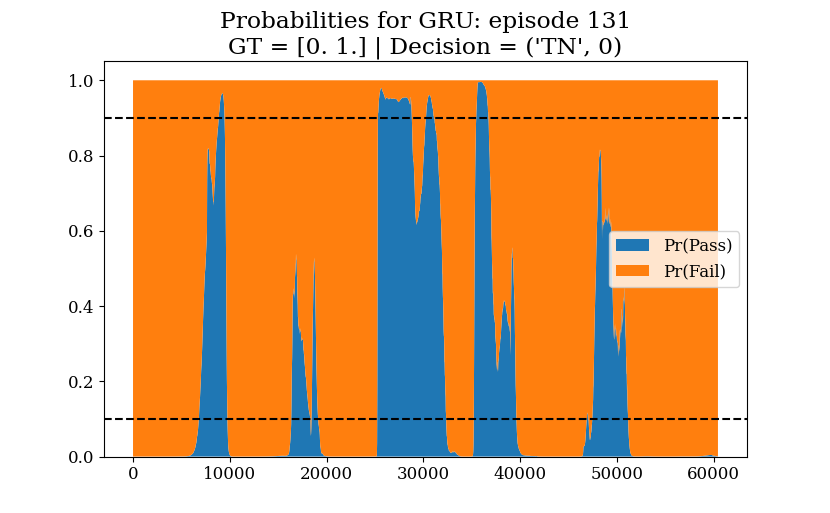 Probabilities for GRU: episode 131
GT = [0. 1.] | Decision = ('TN', 0)
1.0
0.8
0.6
0.4
0.2
0.0
Pr(Pass)
Pr(Fail)
0 10000 20000 30000 40000 50000 60000